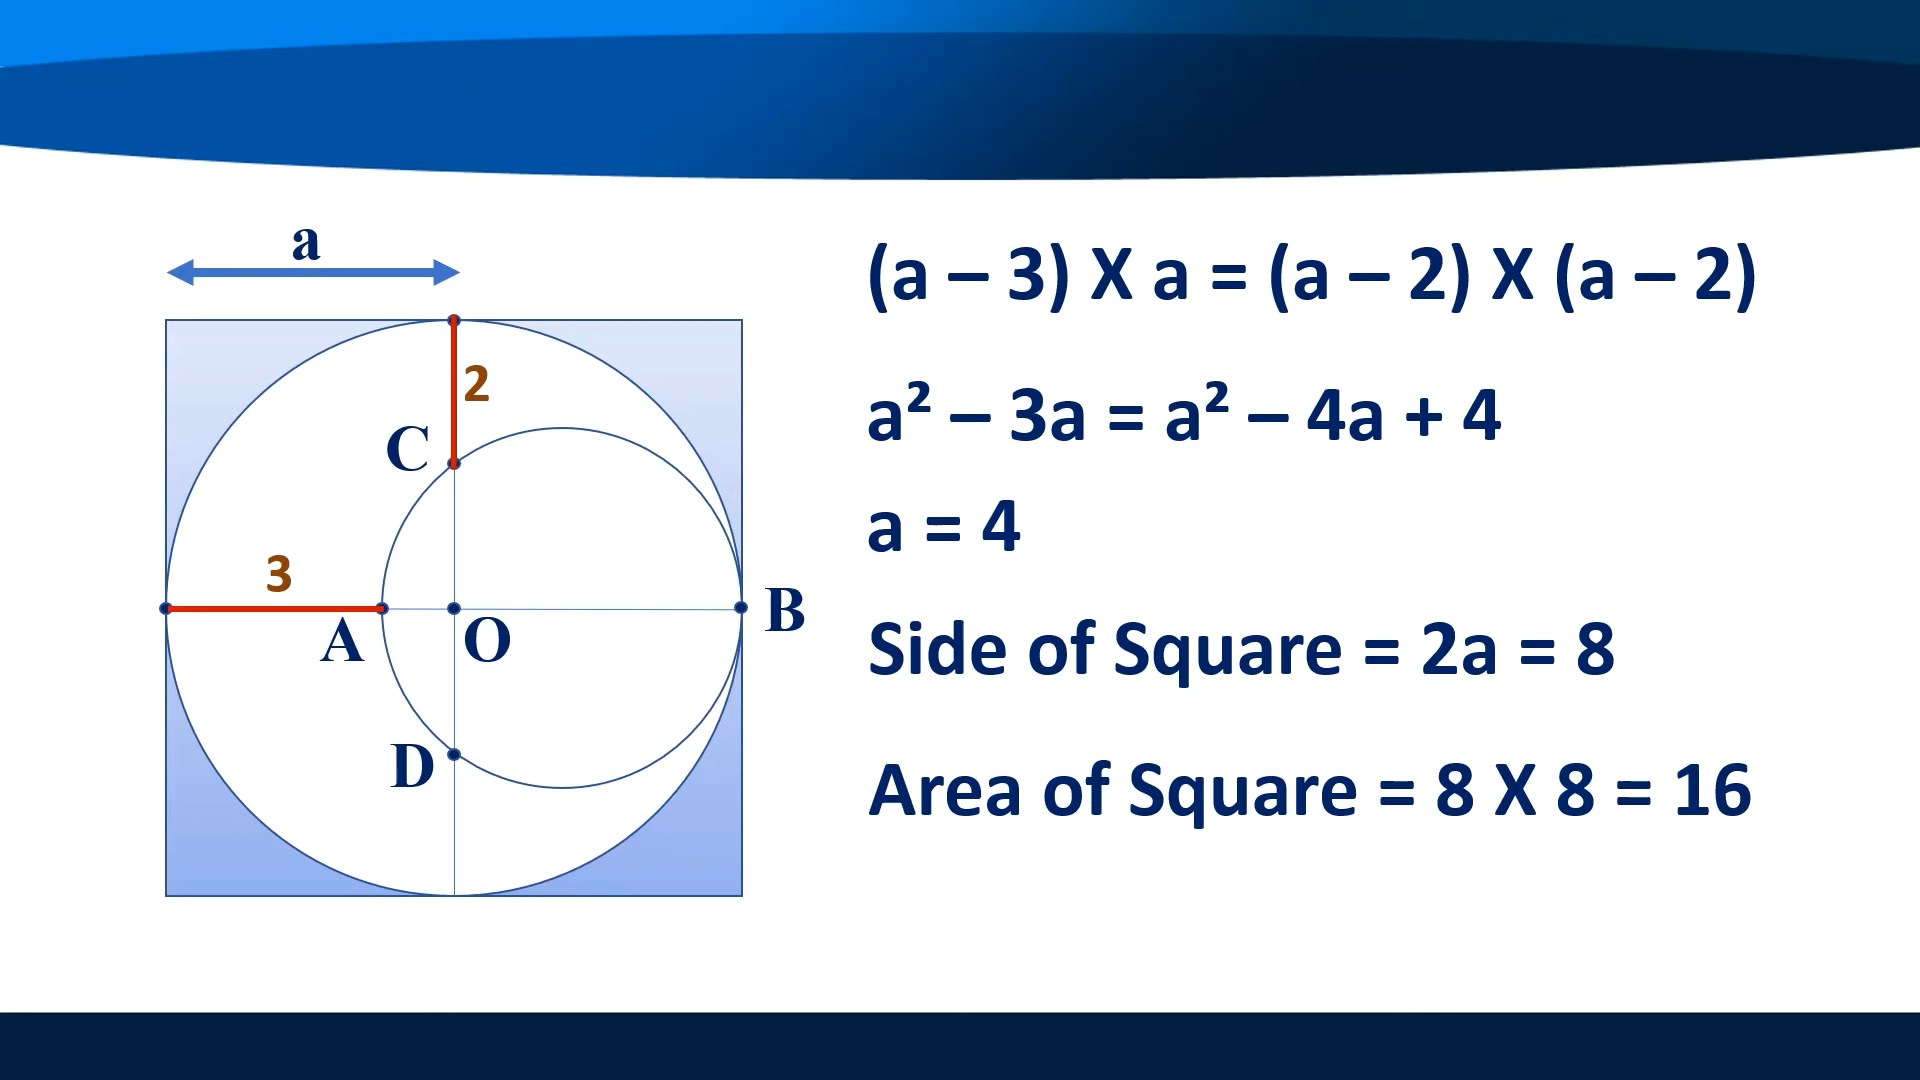 a
2
C
3
A
O
B
D
(a – 3) X a = (a – 2) X (a – 2)
a² – 3a = a² – 4a + 4
a = 4
Side of Square = 2a = 8
Area of Square = 8 X 8 = 16